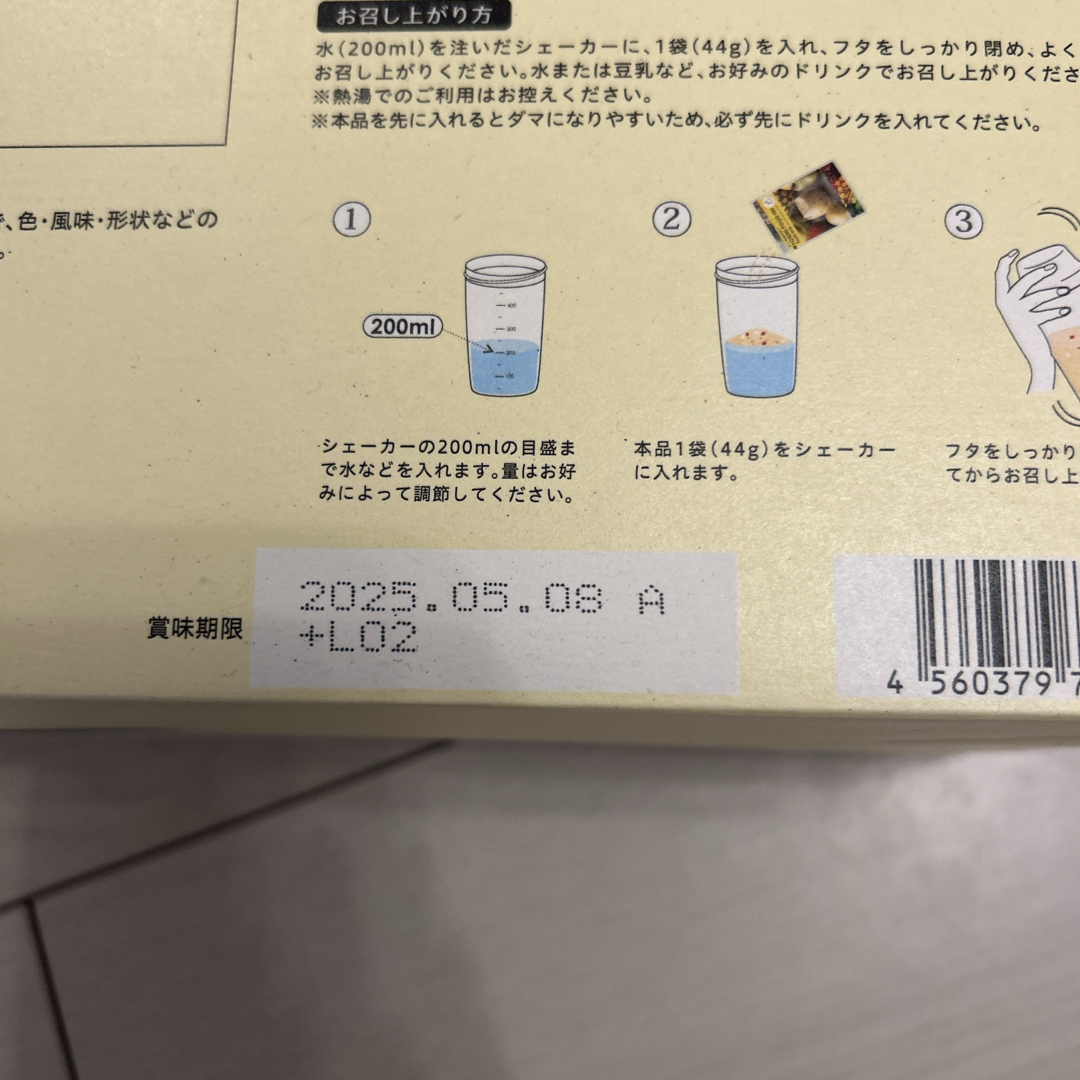 お召し上がり方
水(200ml)を注いだシェーカーに、1袋(44g)を入れ、フタをしっかり閉め、よく
お召し上がりください。水または豆乳など、お好みのドリンクでお召し上がりくださ
※熱湯でのご利用はお控えください。
※本品を先に入れるとダマになりやすいため、必ず先にドリンクを入れてください。
、色・風味・形状などの
。
①
②
③
200ml
シェーカーの200mlの目盛ま
で水などを入れます。量はお好
みによって調節してください。
本品1袋(44g)をシェーカー
に入れます。
フタをしっかり
てからお召し上
賞味期限
2025.05.08 A
+L02
4 560379 7